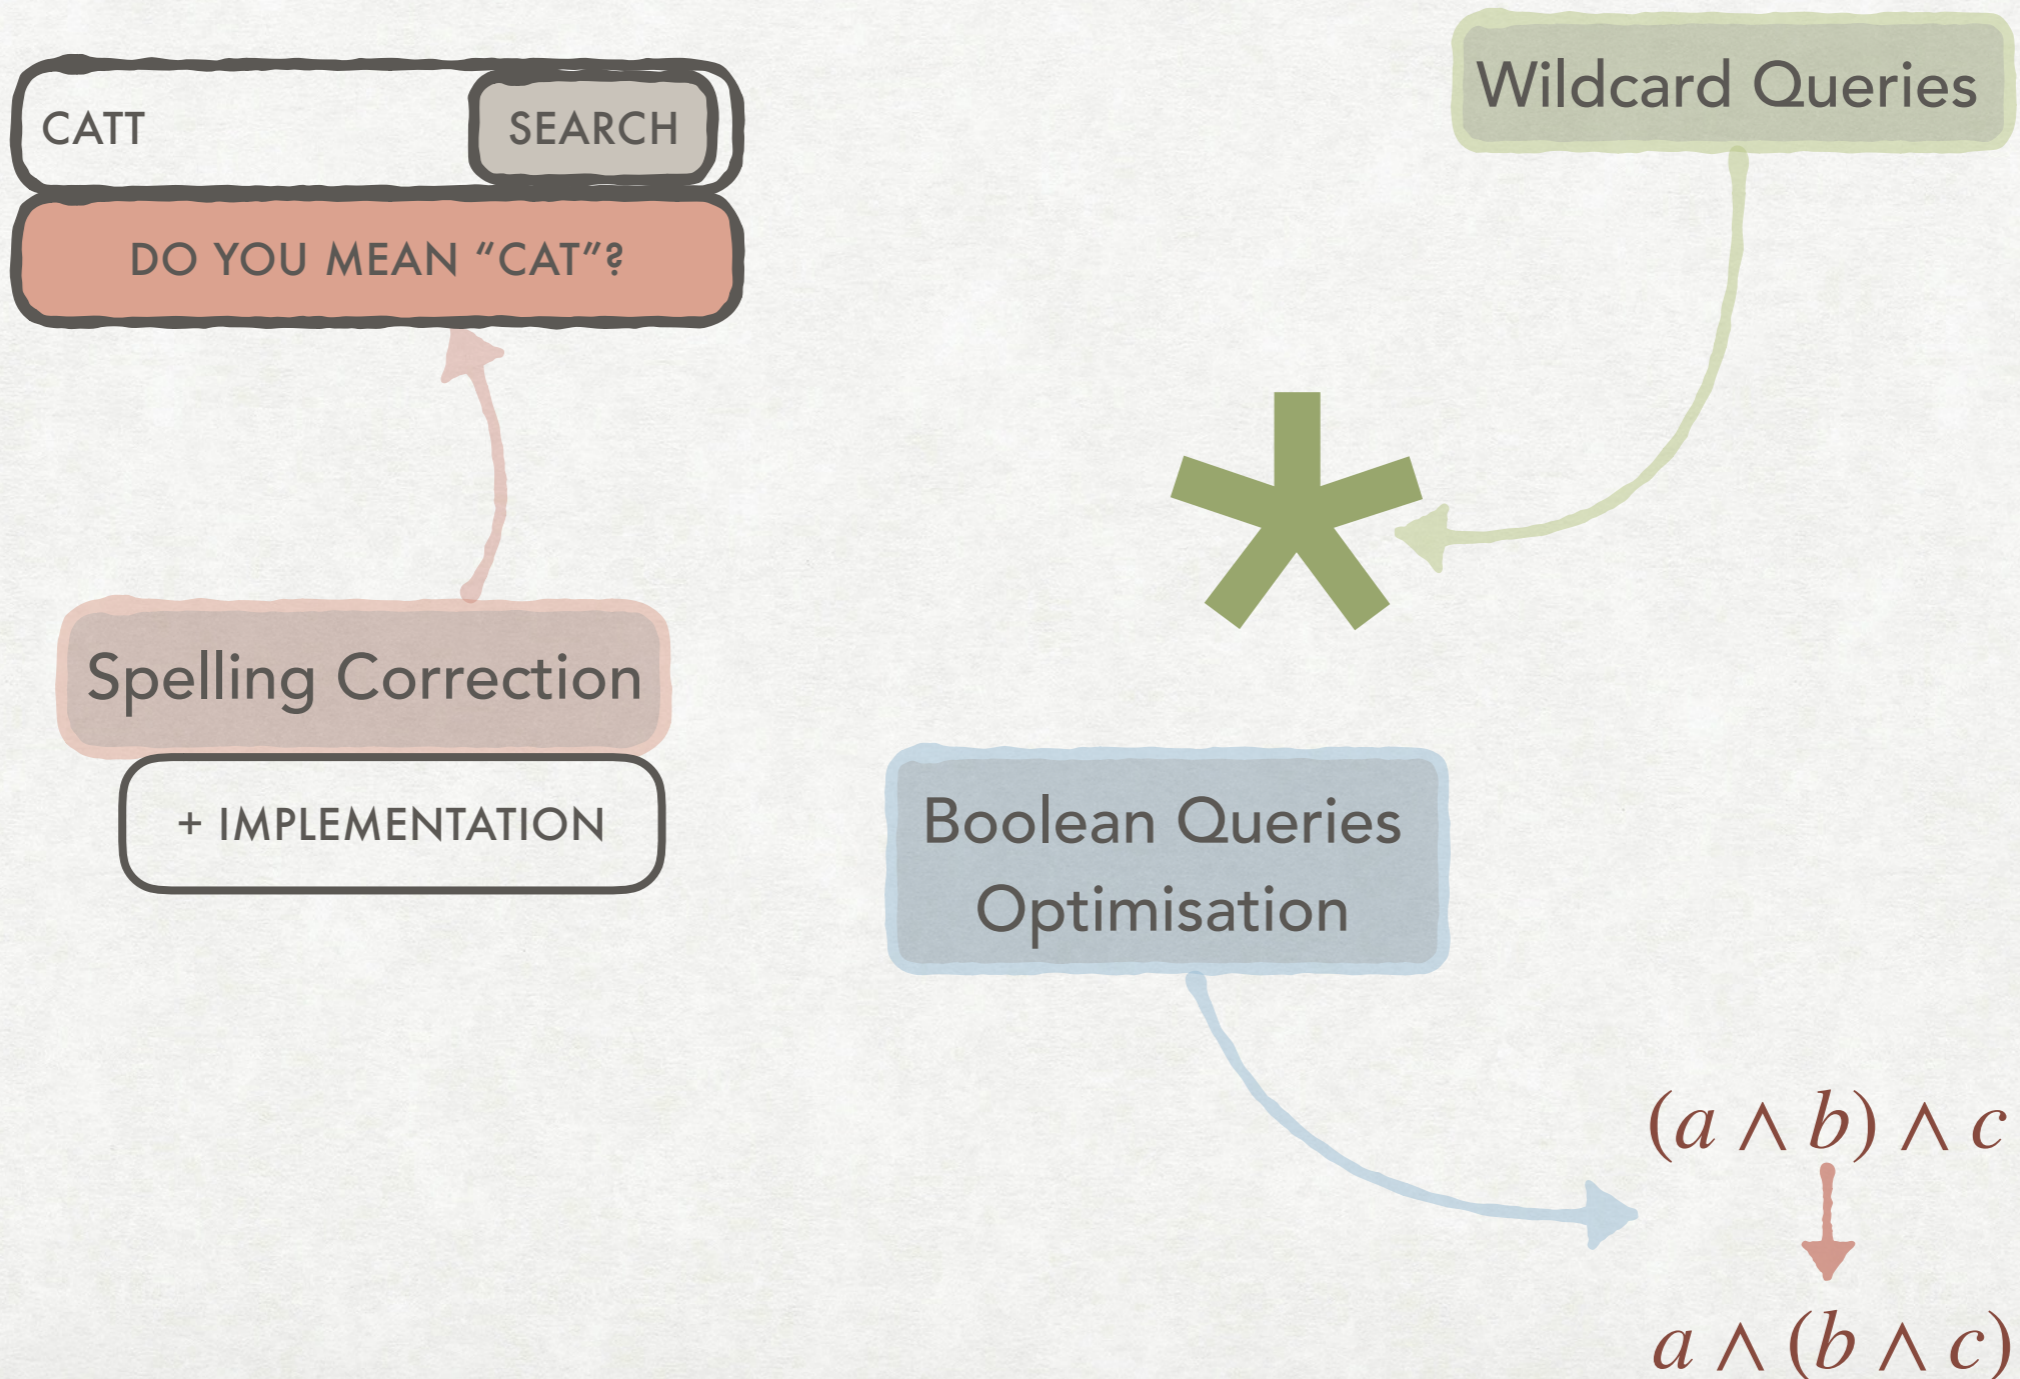 CATT
SEARCH
DO YOU MEAN “CAT”?
Wildcard Queries
*
Spelling Correction
+ IMPLEMENTATION
Boolean Queries
Optimisation
(a ∧ b) ∧ c
a ∧ (b ∧ c)